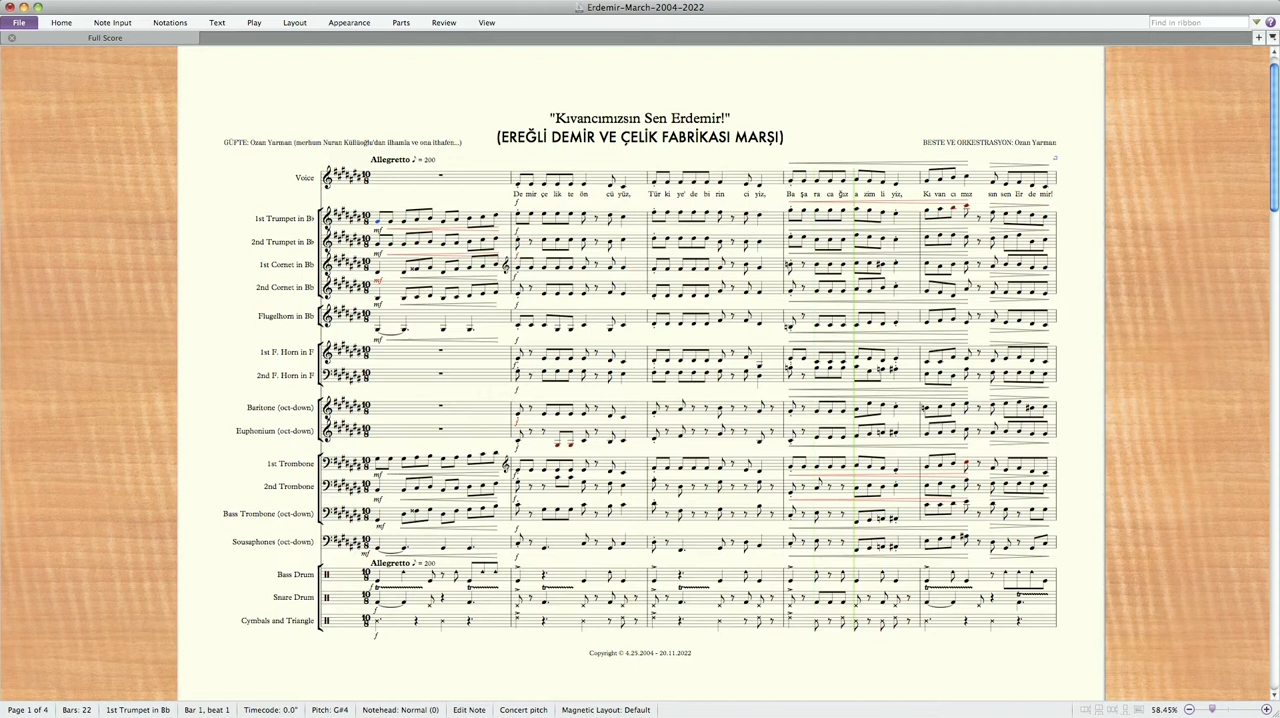 Erdemir-March-2004-2022
File Home Note Input Notations Text Play Layout Appearance Parts Review View Find in ribbon
Full Score
"Kıvancımızsın Sen Erdemir!"
(EREĞLİ DEMİR VE ÇELİK FABRİKASI MARŞI)
GÜFTE: Ozan Yarman (merhum Nuran Küllüoğlu'dan ilhamla ve ona ithafen...)
BESTE VE ORKESTRASYON: Ozan Yarman
Allegretto ♪ = 200
Voice
De mir çe lik te ön cü yüz, Tür ki ye' de bi rin ci yiz, Ba şa ra ca ğız a zim li yiz, Kı van cı mız sın sen Er de mir!
1st Trumpet in Bb
2nd Trumpet in Bb
1st Cornet in Bb
2nd Cornet in Bb
Flugelhorn in Bb
1st F. Horn in F
2nd F. Horn in F
Baritone (oct-down)
Euphonium (oct-down)
1st Trombone
2nd Trombone
Bass Trombone (oct-down)
Sousaphones (oct-down)
Allegretto ♪ = 200
Bass Drum
Snare Drum
Cymbals and Triangle
Copyright © 4.25.2004 - 20.11.2022
Page 1 of 4 Bars: 22 1st Trumpet in Bb Bar 1, beat 1 Timecode: 0.0" Pitch: G#4 Notehead: Normal (0) Edit Note Concert pitch Magnetic Layout: Default 58.45%